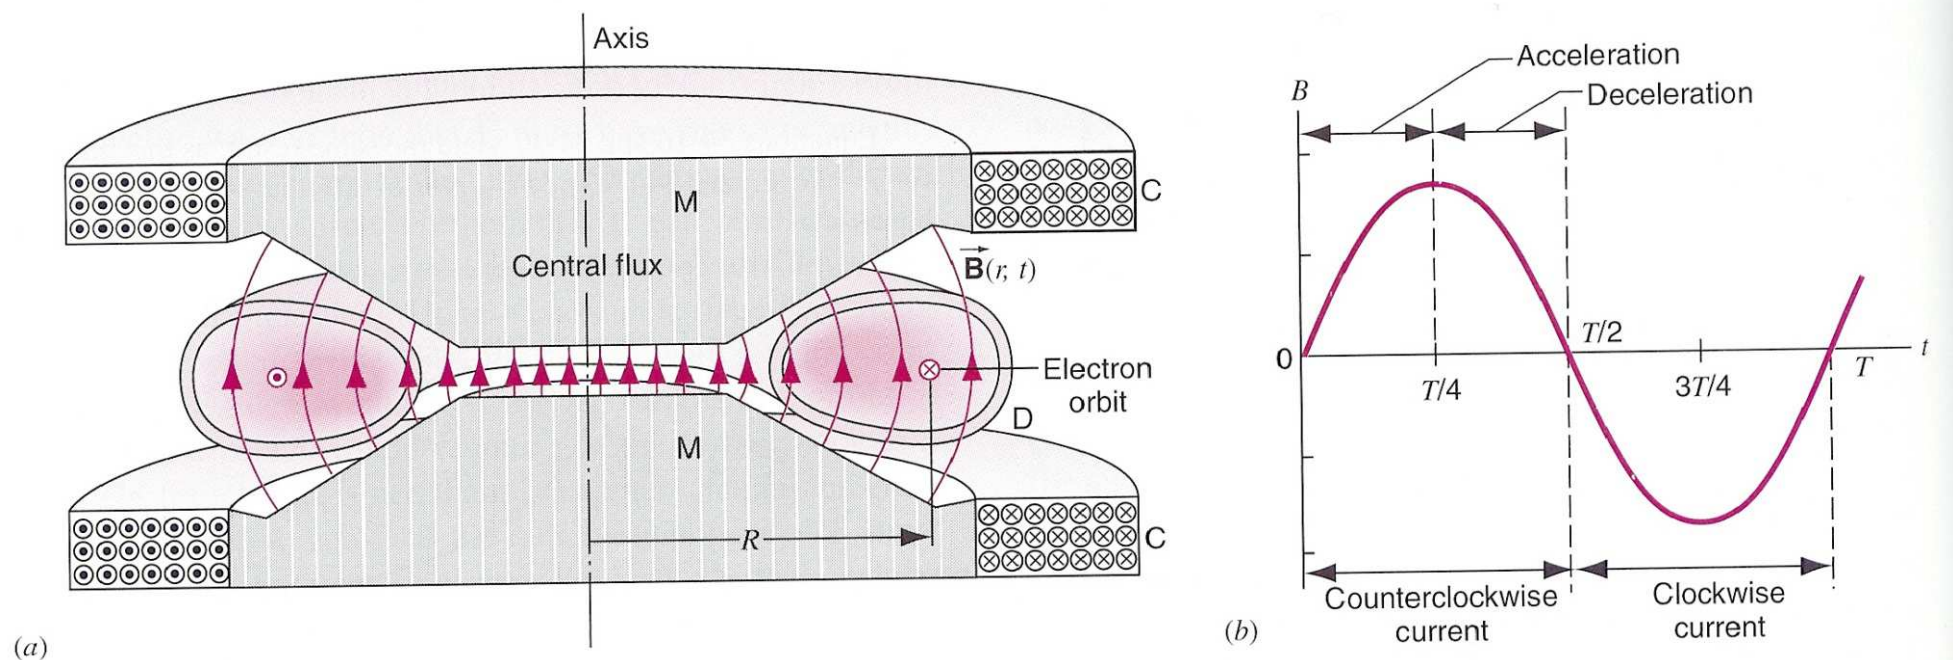 Axis
M
C
Central flux
B(r, t)
Electron
orbit
D
M
R
C
(a)
Acceleration
Deceleration
B
0
T/4
T/2
3T/4
T
t
Counterclockwise
current
Clockwise
current
(b)